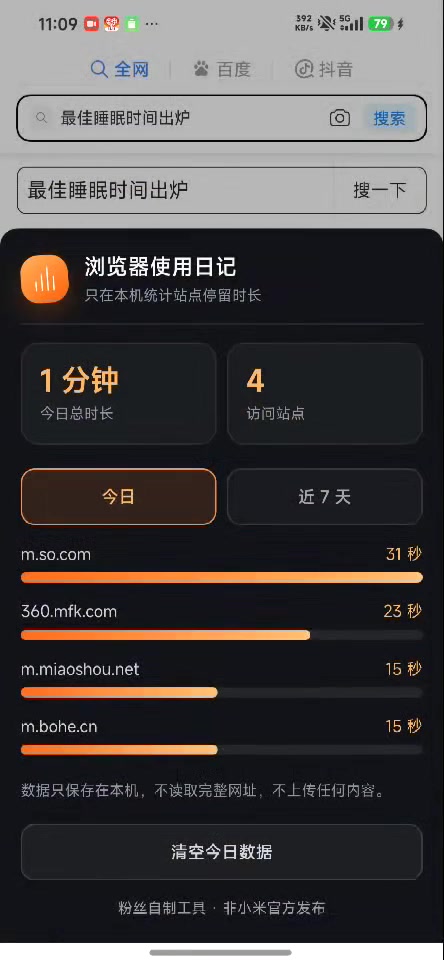 11:09 ···
392 KB/s 5G 79
全网 百度 抖音
最佳睡眠时间出炉 搜索
最佳睡眠时间出炉 搜一下
浏览器使用日记
只在本机统计站点停留时长
1 分钟 4
今日总时长 访问站点
今日 近 7 天
m.so.com 31 秒
360.mfk.com 23 秒
m.miaoshou.net 15 秒
m.bohe.cn 15 秒
数据只保存在本机，不读取完整网址，不上传任何内容。
清空今日数据
粉丝自制工具 · 非小米官方发布